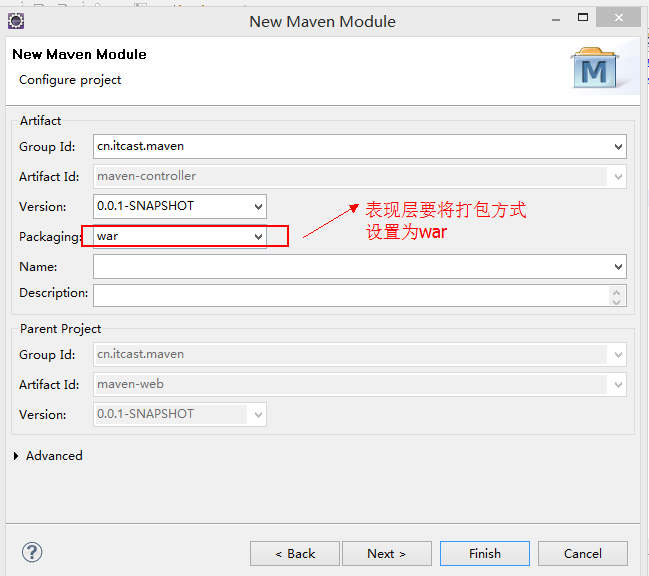 New Maven Module
New Maven Module
Configure project
M
Artifact
Group Id: cn.itcast.maven
Artifact Id: maven-controller
Version: 0.0.1-SNAPSHOT
表现层要将打包方式
设置为war
Packaging: war
Name:
Description:
Parent Project
Group Id: cn.itcast.maven
Artifact Id: maven-web
Version: 0.0.1-SNAPSHOT
Advanced
?
< Back
Next >
Finish
Cancel